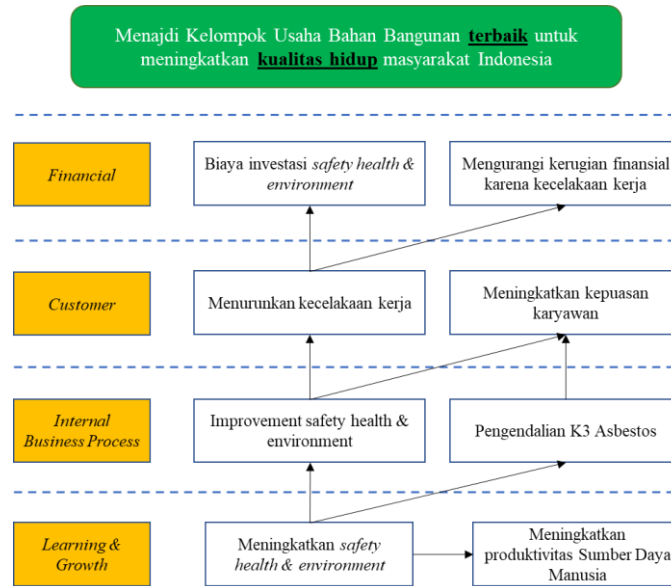 Menajdi Kelompok Usaha Bahan Bangunan terbaik untuk
meningkatkan kualitas hidup masyarakat Indonesia
Financial
Biaya investasi safety health &
environment
Mengurangi kerugian finansial
karena kecelakaan kerja
Customer
Menurunkan kecelakaan kerja
Meningkatkan kepuasan
karyawan
Internal
Business Process
Improvement safety health &
environment
Pengendalian K3 Asbestos
Learning &
Growth
Meningkatkan safety
health & environment
Meningkatkan
produktivitas Sumber Daya
Manusia